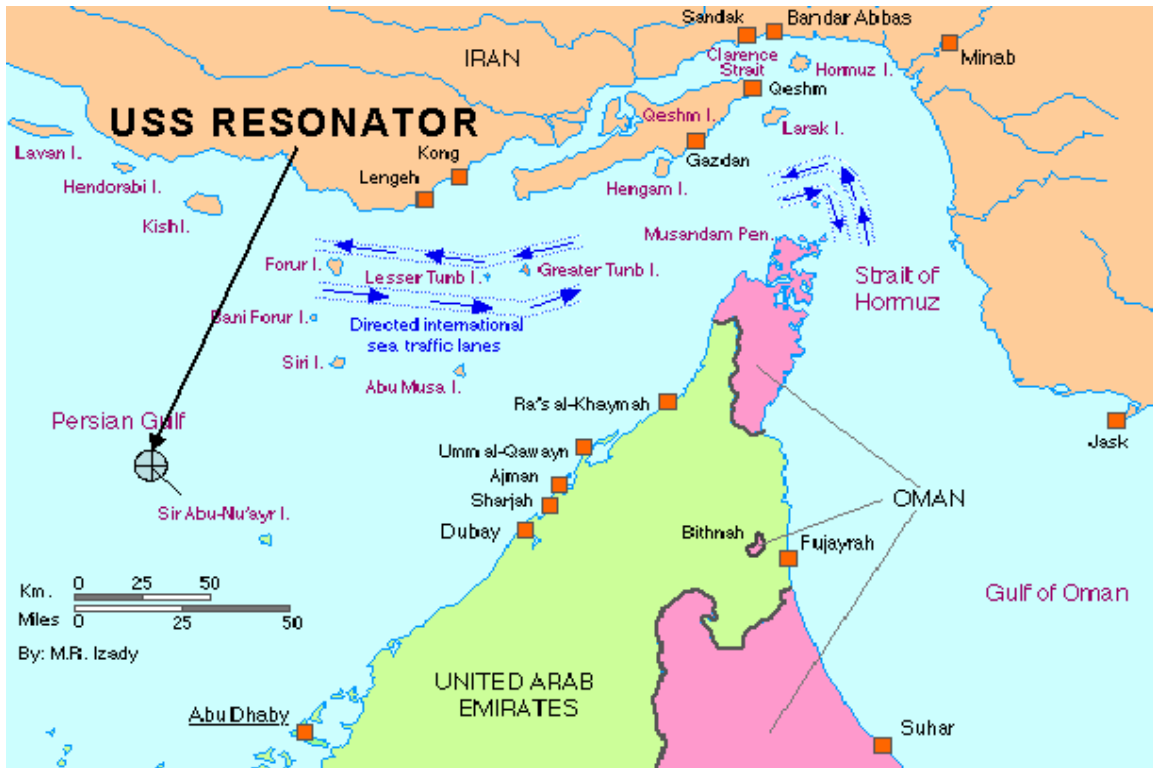 Sandak
Bandar Abbas
IRAN
Clarence
Strait
Hormuz I.
Minab
Qeshm
USS RESONATOR
Qeshm I.
Larak I.
Lavan I.
Kong
Gazdan
Hendorabi I.
Lengeh
Hengam I.
Kish I.
Musandam Pen.
Forur I.
Lesser Tunb I.
Greater Tunb I.
Strait of
Hormuz
Bani Forur I.
Directed international
sea traffic lanes
Siri I.
Abu Musa I.
Ra's al-Khaymah
Persian Gulf
Jask
Umm al-Qawayn
Ajman
Sharjah
OMAN
Sir Abu-Nu'ayr I.
Dubay
Bithnah
Fujayrah
Km. 0 25 50
Miles 0 25 50
Gulf of Oman
By: M.R. Izady
UNITED ARAB
EMIRATES
Abu Dhaby
Suhar